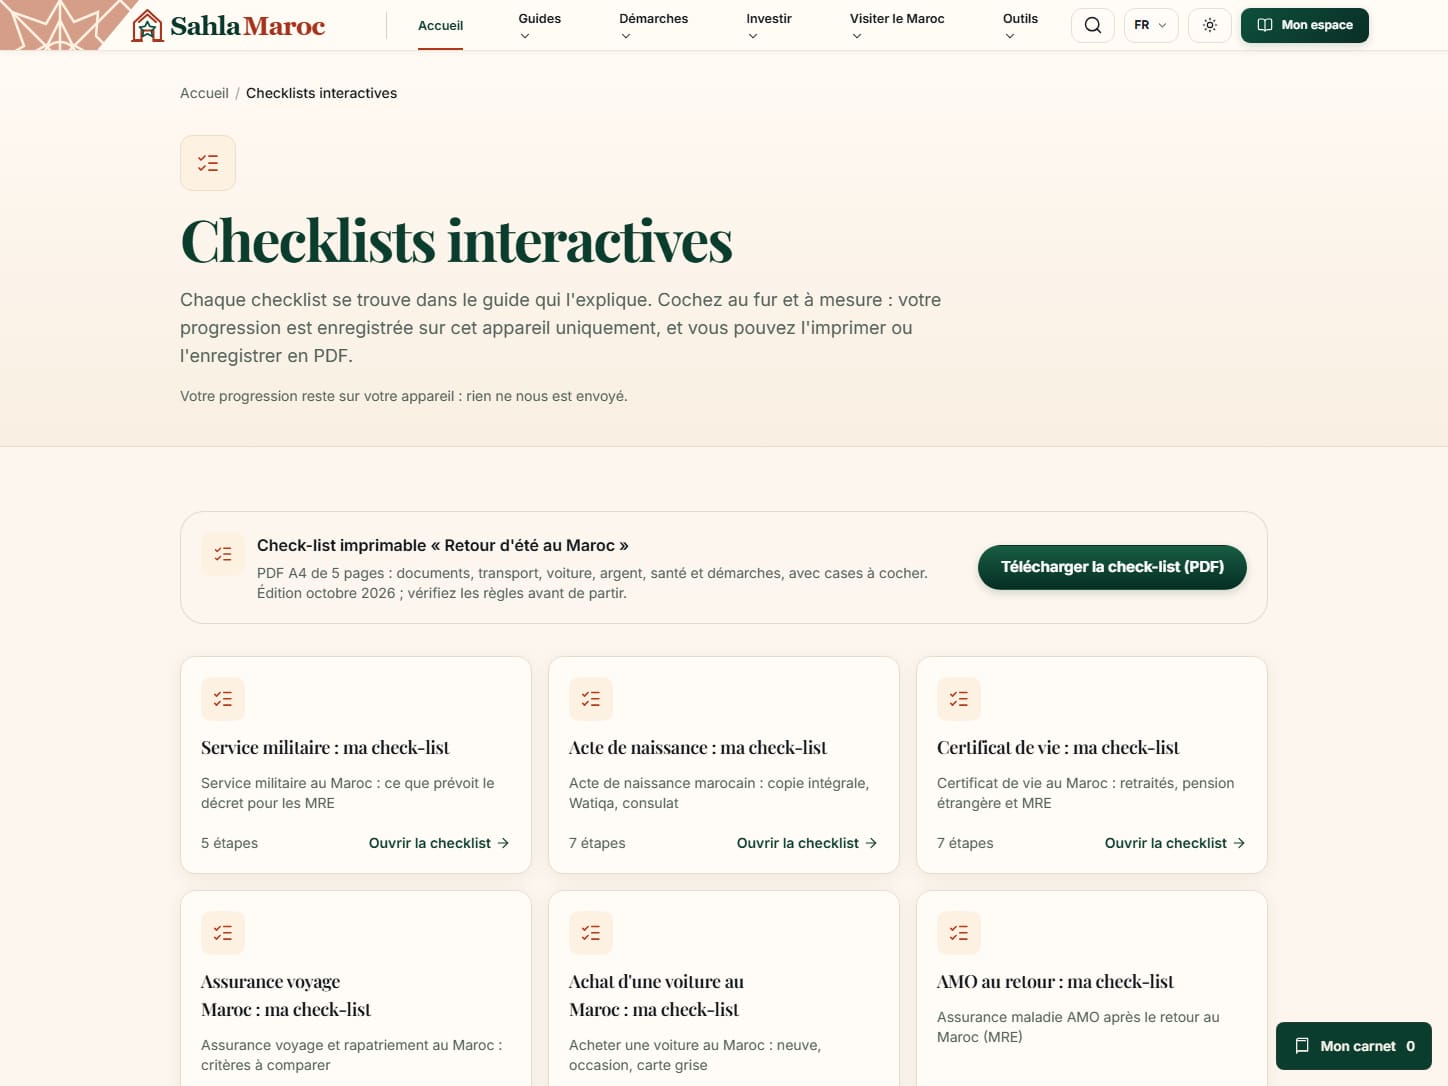 Sahla Maroc
Accueil
Guides
Démarches
Investir
Visiter le Maroc
Outils
FR
Mon espace
Accueil / Checklists interactives
Checklists interactives
Chaque checklist se trouve dans le guide qui l'explique. Cochez au fur et à mesure : votre
progression est enregistrée sur cet appareil uniquement, et vous pouvez l'imprimer ou
l'enregistrer en PDF.
Votre progression reste sur votre appareil : rien ne nous est envoyé.
Check-list imprimable « Retour d'été au Maroc »
PDF A4 de 5 pages : documents, transport, voiture, argent, santé et démarches, avec cases à cocher.
Édition octobre 2026 ; vérifiez les règles avant de partir.
Télécharger la check-list (PDF)
Service militaire : ma check-list
Service militaire au Maroc : ce que prévoit le
décret pour les MRE
5 étapes
Ouvrir la checklist
Acte de naissance : ma check-list
Acte de naissance marocain : copie intégrale,
Watiqa, consulat
7 étapes
Ouvrir la checklist
Certificat de vie : ma check-list
Certificat de vie au Maroc : retraités, pension
étrangère et MRE
7 étapes
Ouvrir la checklist
Assurance voyage
Maroc : ma check-list
Assurance voyage et rapatriement au Maroc :
critères à comparer
Achat d'une voiture au
Maroc : ma check-list
Acheter une voiture au Maroc : neuve,
occasion, carte grise
AMO au retour : ma check-list
Assurance maladie AMO après le retour au
Maroc (MRE)
Mon carnet 0